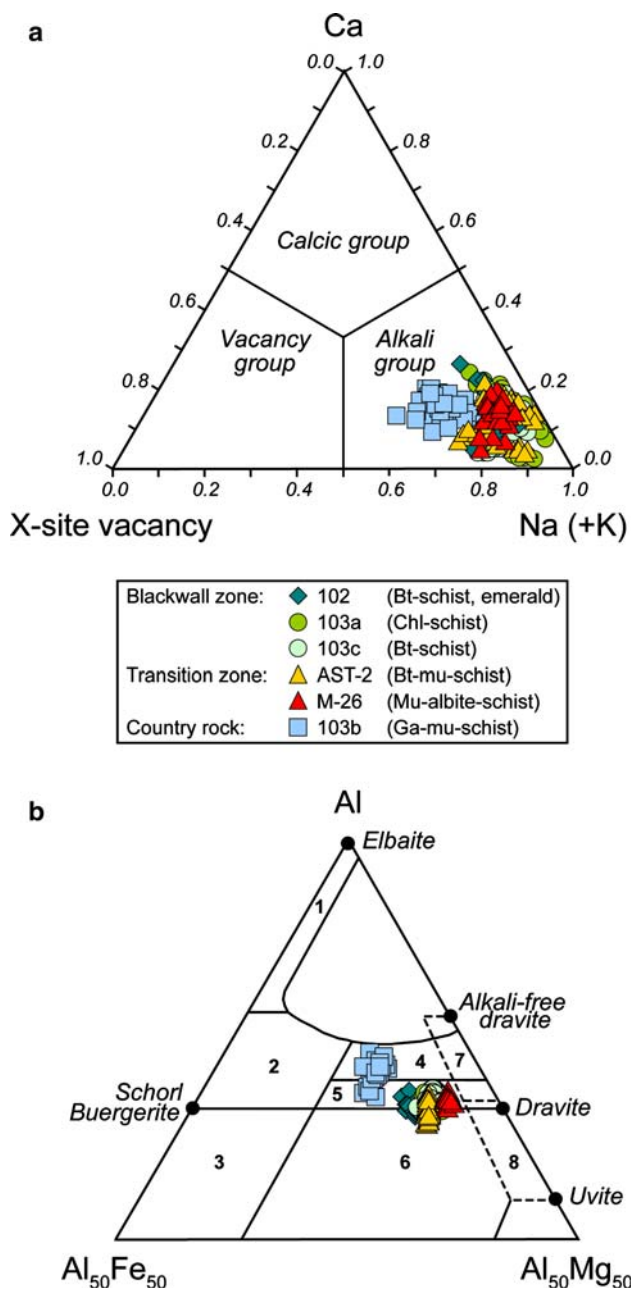 a
Ca
0.0 1.0
0.2 0.8
0.4 0.6
Calcic group
0.6 0.4
Vacancy group
Alkali group
0.8 0.2
1.0 0.0
0.0 0.2 0.4 0.6 0.8 1.0
X-site vacancy Na (+K)
Blackwall zone: 102 (Bt-schist, emerald)
103a (Chl-schist)
103c (Bt-schist)
Transition zone: AST-2 (Bt-mu-schist)
M-26 (Mu-albite-schist)
Country rock: 103b (Ga-mu-schist)
b
Al
Elbaite
1
Alkali-free
dravite
2 4 7
Schorl
Buergerite
5
Dravite
3 6 8
Uvite
Al50Fe50 Al50Mg50